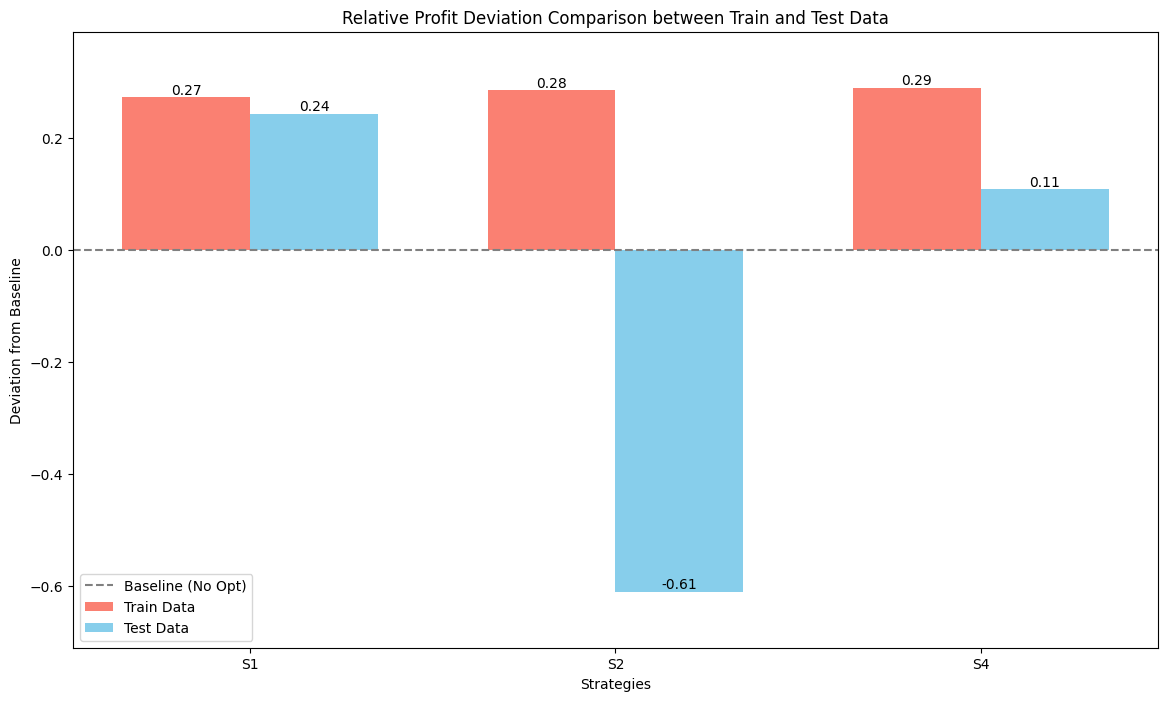 Relative Profit Deviation Comparison between Train and Test Data
0.27
0.24
0.28
-0.61
0.29
0.11
Deviation from Baseline
0.2
0.0
−0.2
−0.4
−0.6
Baseline (No Opt)
Train Data
Test Data
S1
S2
S4
Strategies